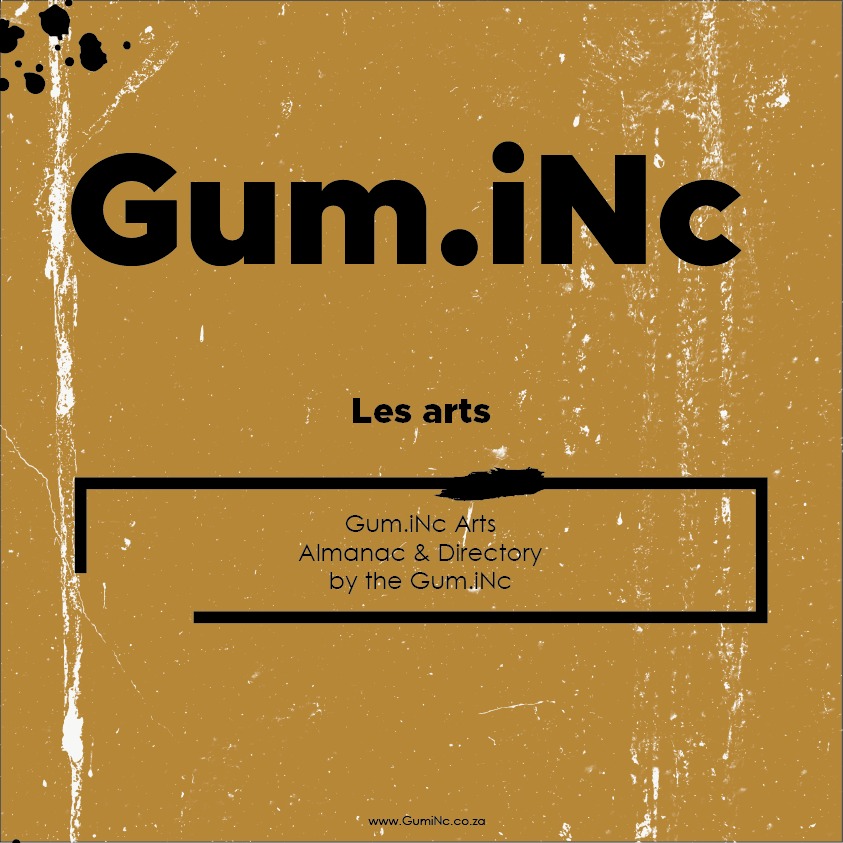 Gum.iNc
Les arts
Gum.iNc Arts
Almanac & Directory
by the Gum.iNc
www.GumiNc.co.za